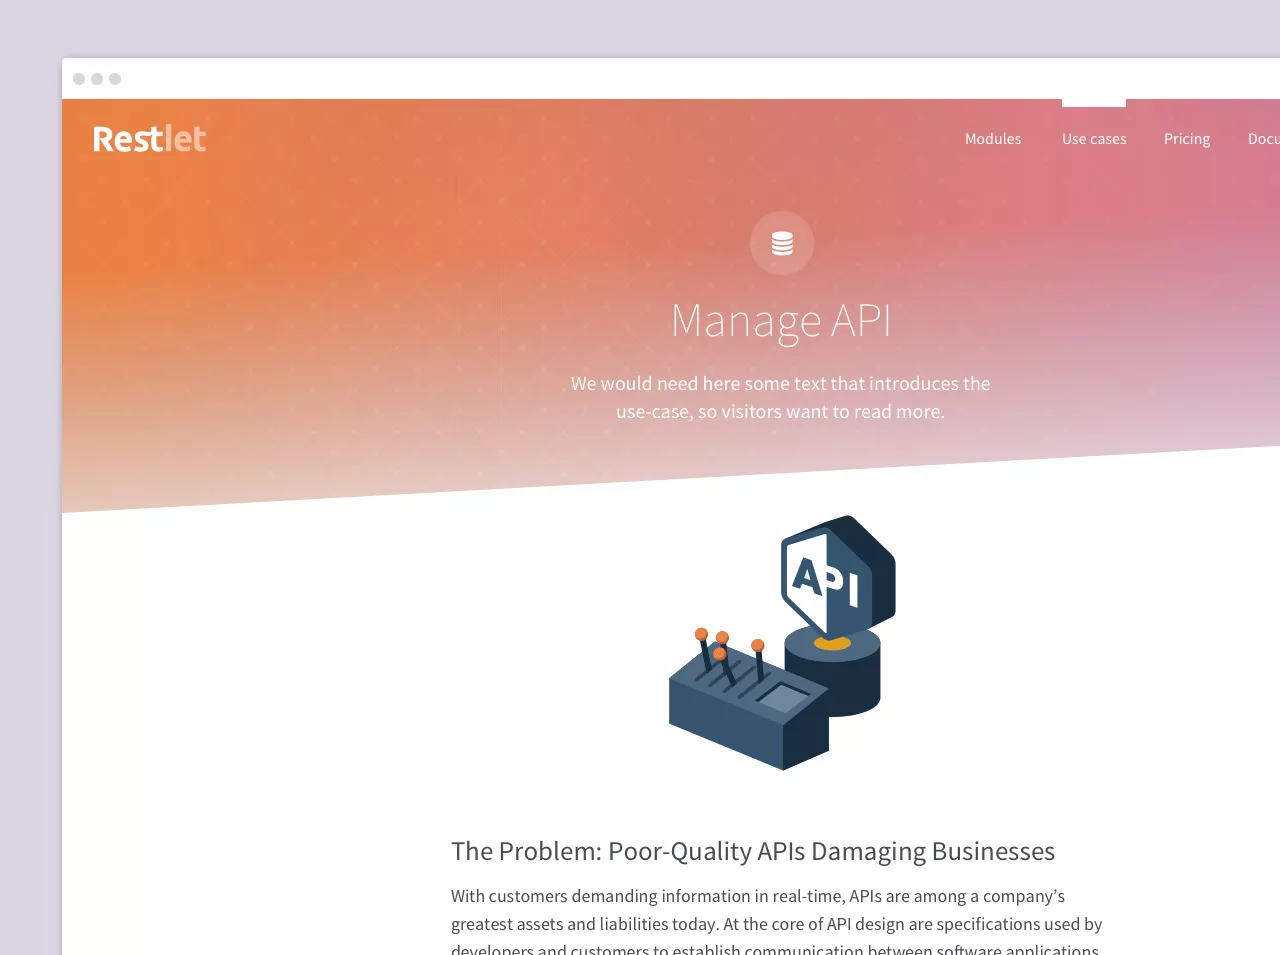 Restlet
Modules Use cases Pricing
Manage API
We would need here some text that introduces the
use-case, so visitors want to read more.
API
The Problem: Poor-Quality APIs Damaging Businesses
With customers demanding information in real-time, APIs are among a company’s
greatest assets and liabilities today. At the core of API design are specifications used by
developers and customers to establish communication between software applications.